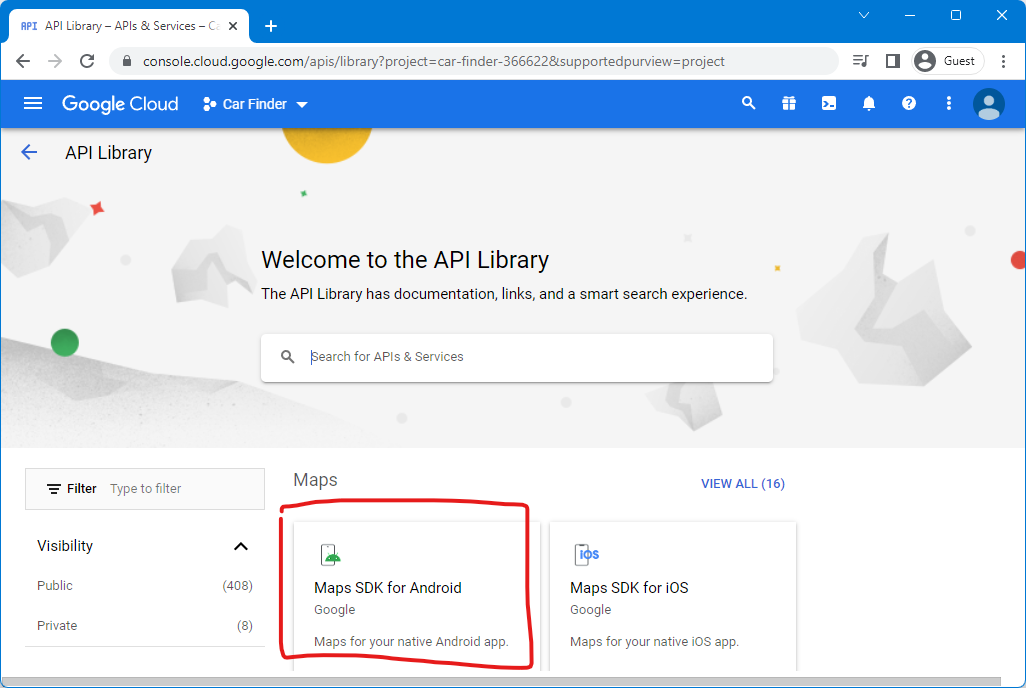 API API Library – APIs & Services – Ca
console.cloud.google.com/apis/library?project=car-finder-366622&supportedpurview=project
Guest
Google Cloud Car Finder
API Library
Welcome to the API Library
The API Library has documentation, links, and a smart search experience.
Search for APIs & Services
Filter Type to filter
Visibility
Public (408)
Private (8)
Maps VIEW ALL (16)
Maps SDK for Android
Google
Maps for your native Android app.
iOS
Maps SDK for iOS
Google
Maps for your native iOS app.